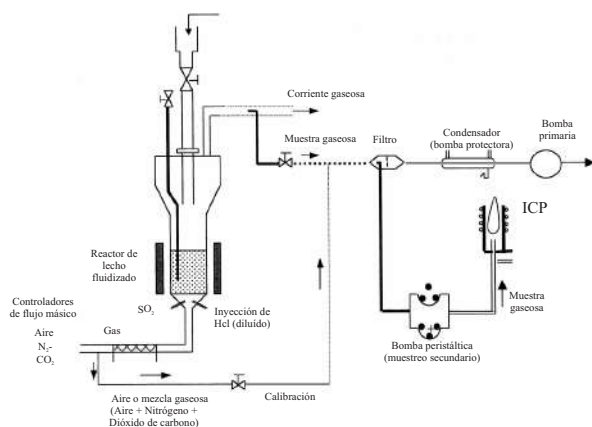 Corriente gaseosa
Muestra gaseosa
Filtro
Condensador
(bomba protectora)
Bomba
primaria
ICP
Reactor de
lecho fluidizado
SO2
Inyección de
Hcl (diluído)
Controladores
de flujo másico
Gas
Aire
N2-
CO2
Muestra
gaseosa
Bomba peristáltica
(muestreo secundario)
Aire o mezcla gaseosa
(Aire + Nitrógeno +
Dióxido de carbono)
Calibración